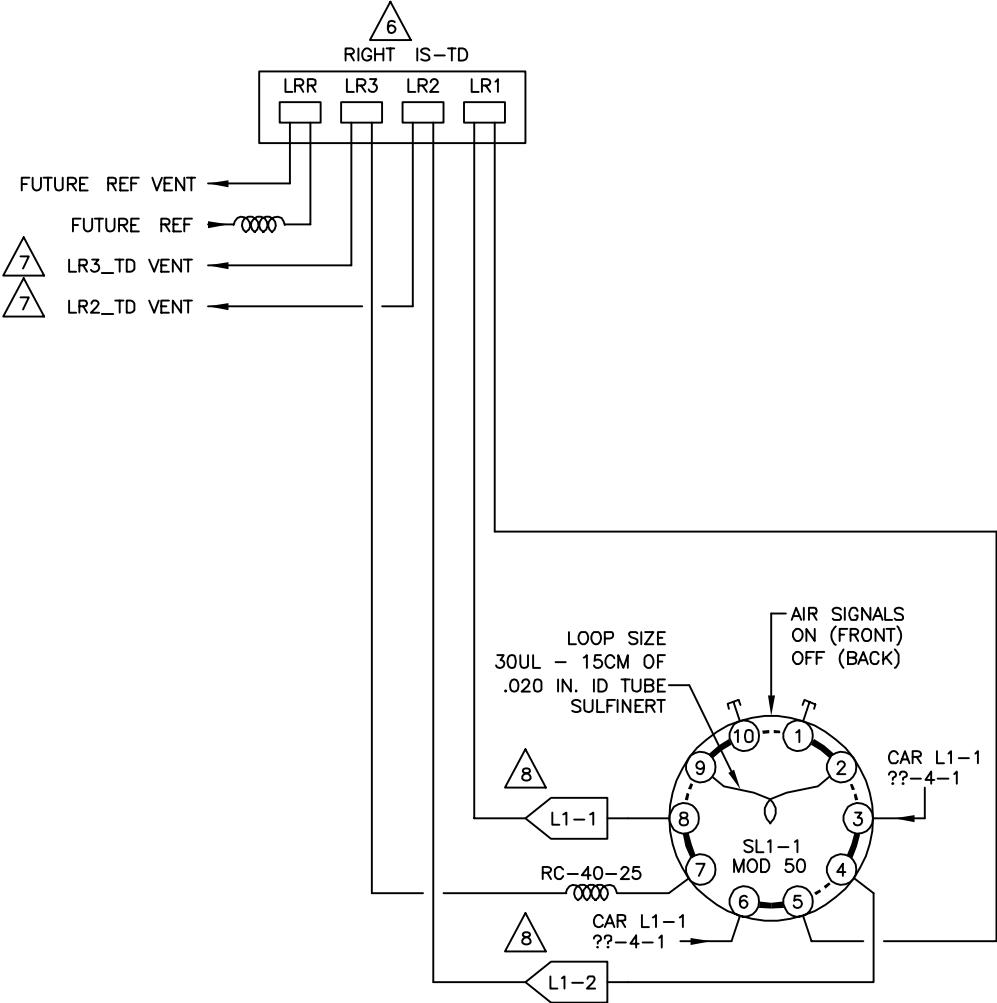 6
RIGHT IS-TD
LRR LR3 LR2 LR1
FUTURE REF VENT
FUTURE REF
7 LR3_TD VENT
7 LR2_TD VENT
AIR SIGNALS
ON (FRONT)
OFF (BACK)
LOOP SIZE
30UL - 15CM OF
.020 IN. ID TUBE
SULFINERT
10 1
9 2
8 3
7 4
6 5
SL1-1
MOD 50
CAR L1-1
??-4-1
8
L1-1
RC-40-25
CAR L1-1
??-4-1
8
L1-2